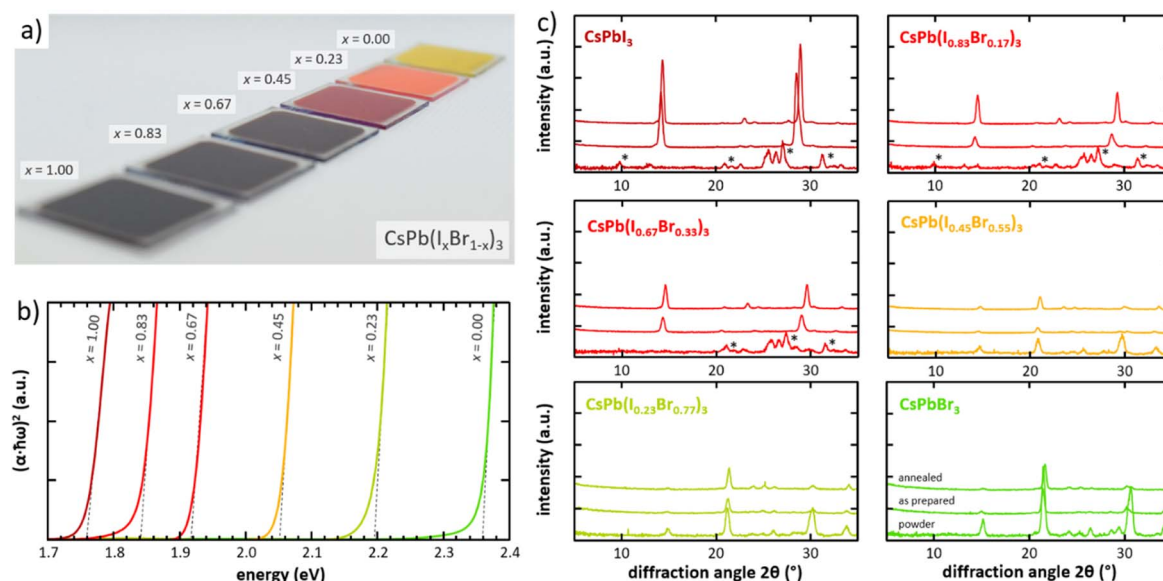 a)
x = 0.00
x = 0.23
x = 0.45
x = 0.67
x = 0.83
x = 1.00
CsPb(IₓBr₁₋ₓ)₃
b)
(α·ħω)² (a.u.)
x = 1.00
x = 0.83
x = 0.67
x = 0.45
x = 0.23
x = 0.00
1.7 1.8 1.9 2.0 2.1 2.2 2.3 2.4
energy (eV)
c)
intensity (a.u.)
CsPbI₃
* * * *
10 20 30
CsPb(I₀.₈₃Br₀.₁₇)₃
* * * *
10 20 30
intensity (a.u.)
CsPb(I₀.₆₇Br₀.₃₃)₃
* * *
10 20 30
CsPb(I₀.₄₅Br₀.₅₅)₃
10 20 30
intensity (a.u.)
CsPb(I₀.₂₃Br₀.₇₇)₃
10 20 30
diffraction angle 2θ (°)
CsPbBr₃
annealed
as prepared
powder
10 20 30
diffraction angle 2θ (°)